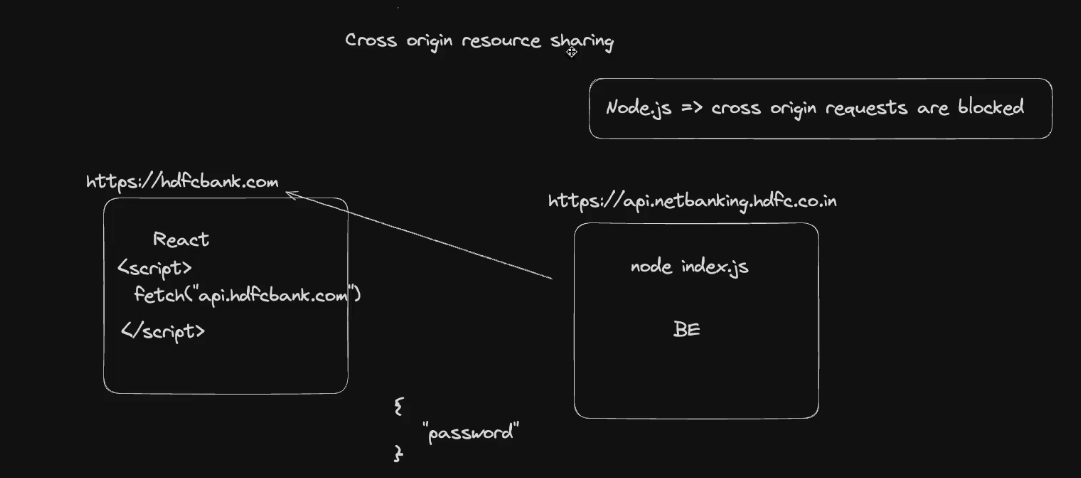 Cross origin resource sharing
Node.js => cross origin requests are blocked
https://hdfcbank.com
https://api.netbanking.hdfc.co.in
React
<script>
fetch("api.hdfcbank.com")
</script>
node index.js
BE
{
"password"
}